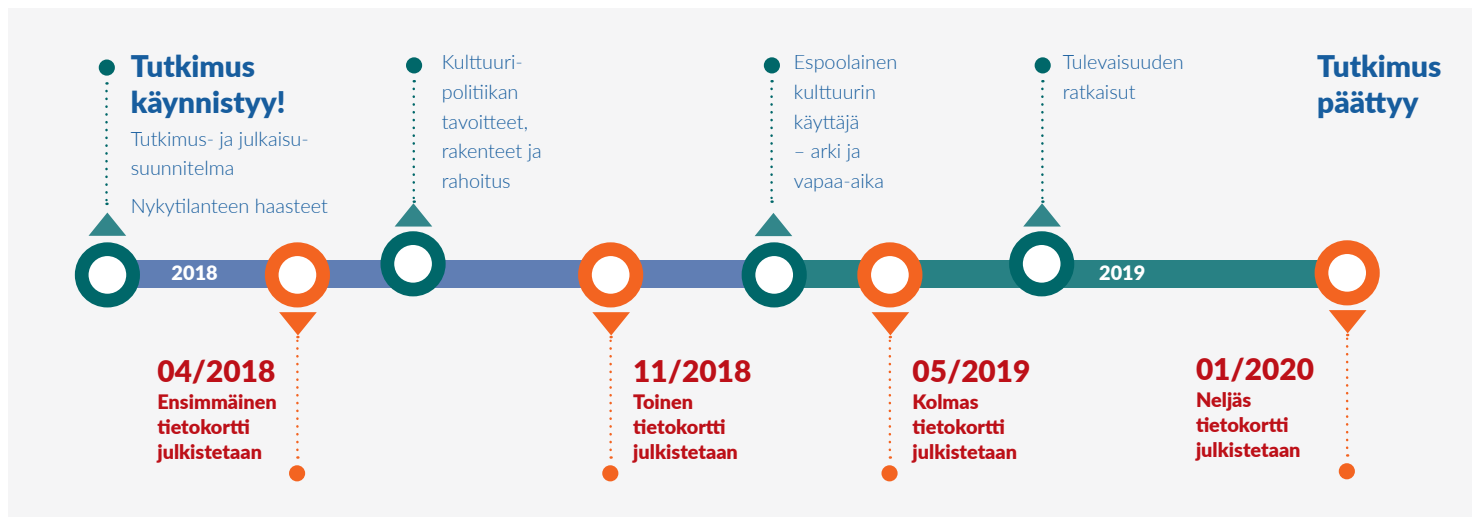 Tutkimus
käynnistyy!
Tutkimus- ja julkaisu-
suunnitelma
Nykytilanteen haasteet
Kulttuuri-
politiikan
tavoitteet,
rakenteet ja
rahoitus
Espoolainen
kulttuurin
käyttäjä
– arki ja
vapaa-aika
Tulevaisuuden
ratkaisut
Tutkimus
päättyy
2018
2019
04/2018
Ensimmäinen
tietokortti
julkistetaan
11/2018
Toinen
tietokortti
julkistetaan
05/2019
Kolmas
tietokortti
julkistetaan
01/2020
Neljäs
tietokortti
julkistetaan